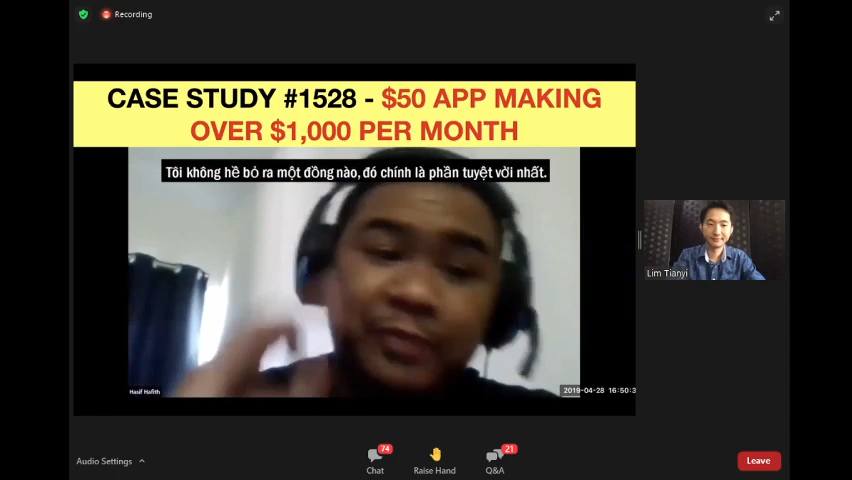 Recording
CASE STUDY #1528 - $50 APP MAKING
OVER $1,000 PER MONTH
Tôi không hề bỏ ra một đồng nào, đó chính là phần tuyệt vời nhất.
Lim Tianyi
Hasif Hafith
2019-04-28 16:50:3
Audio Settings
74
Chat
Raise Hand
21
Q&A
Leave